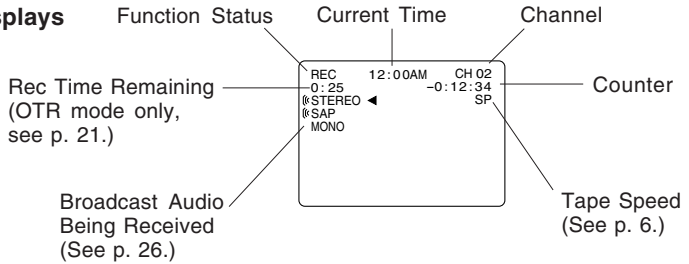 splays
Function Status
Current Time
Channel
Rec Time Remaining
(OTR mode only,
see p. 21.)
REC 12:00AM CH 02
0:25 -0:12:34
STEREO ◄ SP
SAP
MONO
Counter
Broadcast Audio
Being Received
(See p. 26.)
Tape Speed
(See p. 6.)